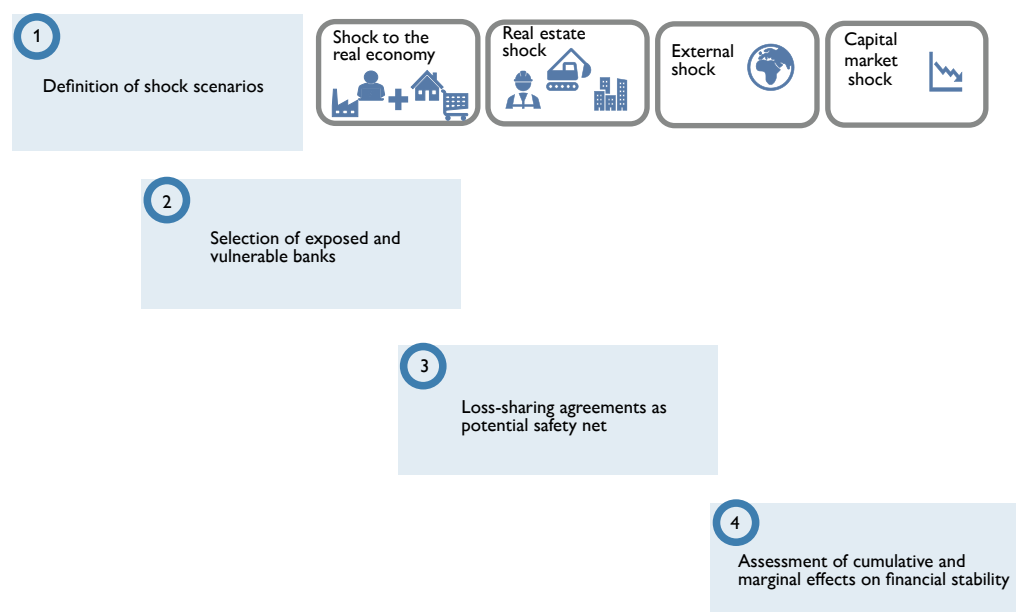 1
Definition of shock scenarios
Shock to the
real economy
Real estate
shock
External
shock
Capital
market
shock
2
Selection of exposed and
vulnerable banks
3
Loss-sharing agreements as
potential safety net
4
Assessment of cumulative and
marginal effects on financial stability